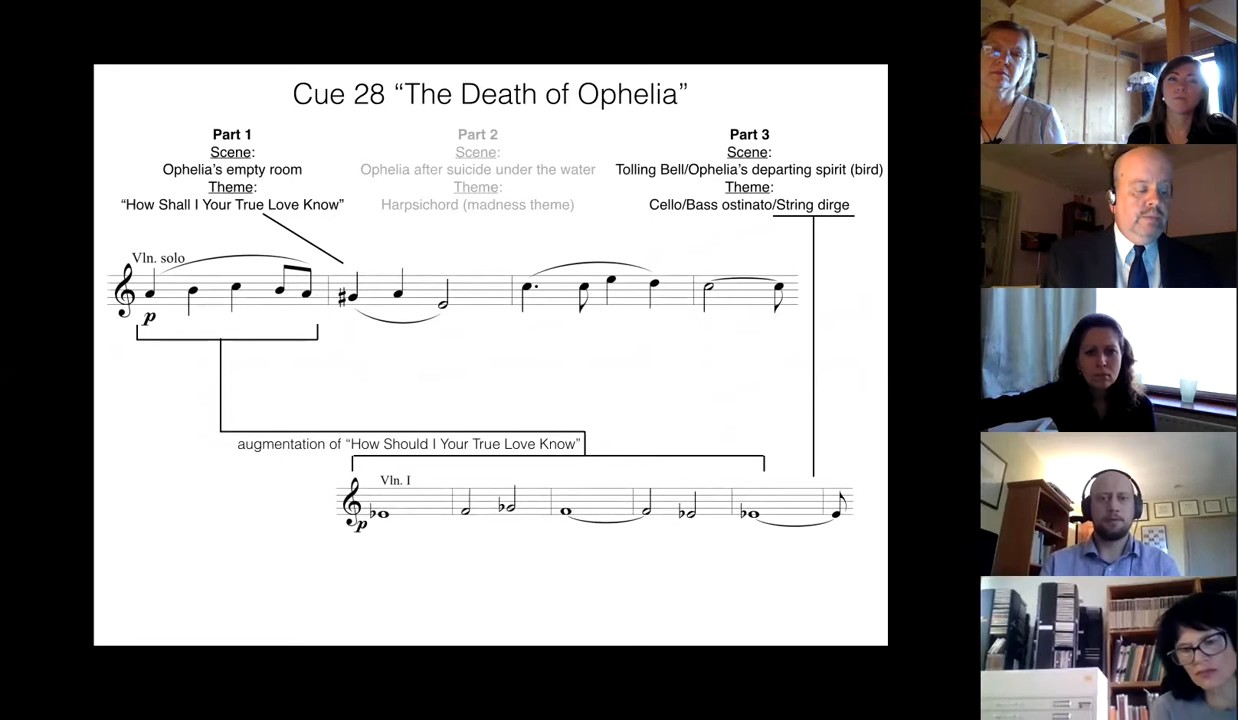 Cue 28 “The Death of Ophelia”
Part 1
Scene:
Ophelia’s empty room
Theme:
“How Shall I Your True Love Know”
Part 2
Scene:
Ophelia after suicide under the water
Theme:
Harpsichord (madness theme)
Part 3
Scene:
Tolling Bell/Ophelia’s departing spirit (bird)
Theme:
Cello/Bass ostinato/String dirge
Vln. solo
p
augmentation of “How Should I Your True Love Know”
Vln. I
p